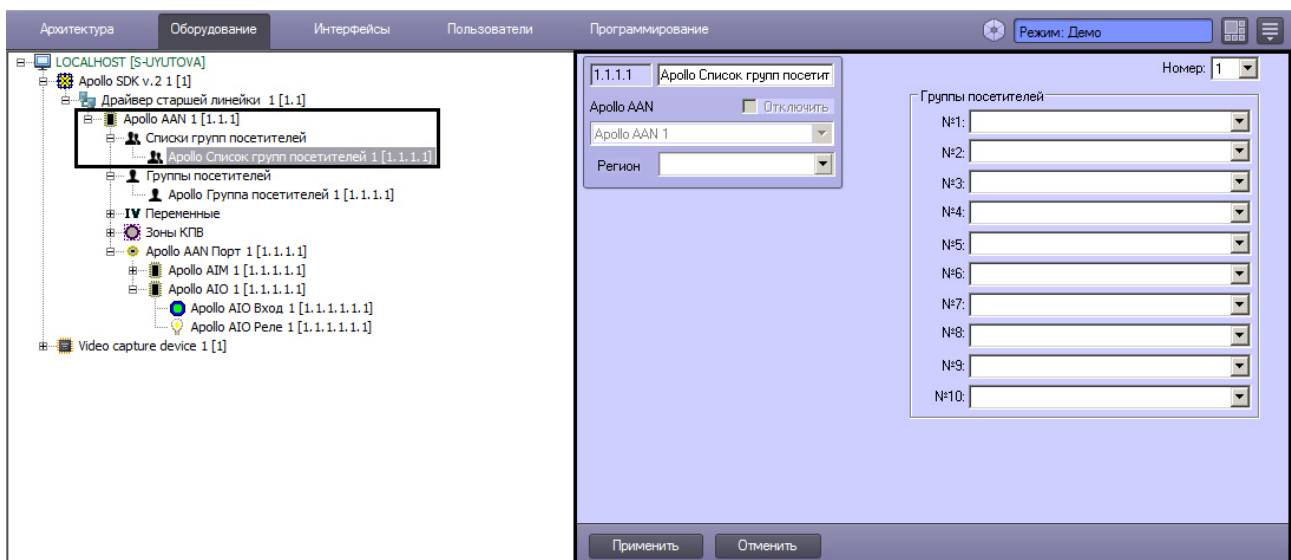 Архитектура Оборудование Интерфейсы Пользователи Программирование Режим: Демо
LOCALHOST [S-UYUTOVA]
Apollo SDK v.2 1 [1]
Драйвер старшей линейки 1 [1.1]
Apollo AAN 1 [1.1.1]
Списки групп посетителей
Apollo Список групп посетителей 1 [1.1.1.1]
Группы посетителей
Apollo Группа посетителей 1 [1.1.1.1]
IV Переменные
Зоны КПВ
Apollo AAN Порт 1 [1.1.1.1]
Apollo AIM 1 [1.1.1.1.1]
Apollo AIO 1 [1.1.1.1.1]
Apollo AIO Вход 1 [1.1.1.1.1.1]
Apollo AIO Реле 1 [1.1.1.1.1.1]
Video capture device 1 [1]
1.1.1.1 Apollo Список групп посетит
Apollo AAN Отключить
Apollo AAN 1
Регион
Номер: 1
Группы посетителей
№1:
№2:
№3:
№4:
№5:
№6:
№7:
№8:
№9:
№10:
Применить Отменить